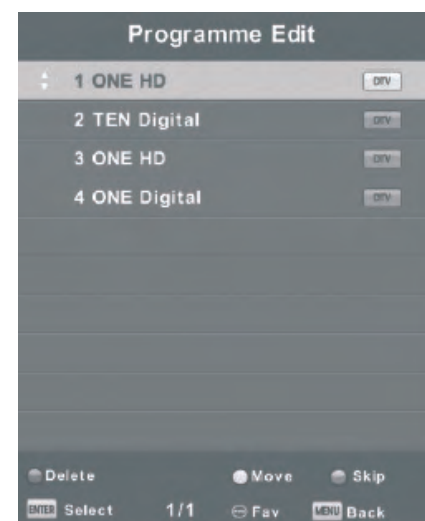 Programme Edit
1 ONE HD DTV
2 TEN Digital DTV
3 ONE HD DTV
4 ONE Digital DTV
Delete Move Skip
ENTER Select 1/1 Fav MENU Back